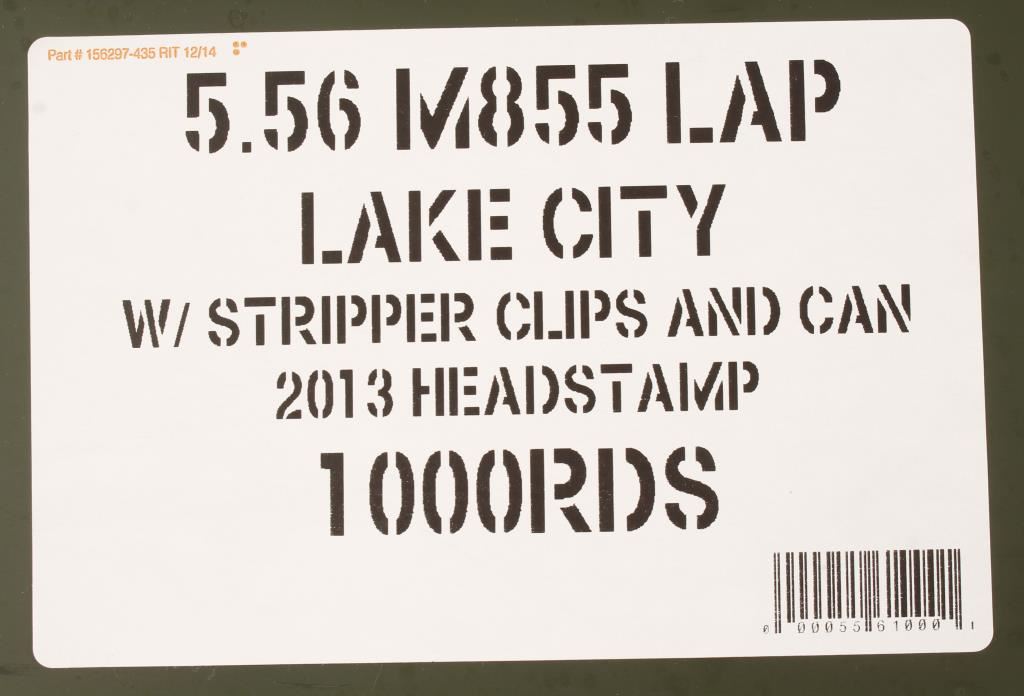 Part # 156297-435 RIT 12/14
5.56 M855 LAP
LAKE CITY
W/ STRIPPER CLIPS AND CAN
2013 HEADSTAMP
1000RDS
0 00055 61000 1